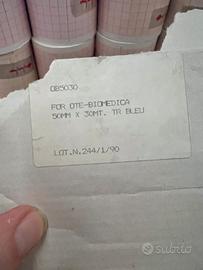 OB5030
FOR OTE-BIOMEDICA
50MM X 30MT. TR BLEU
LOT.N.244/1/90
subito